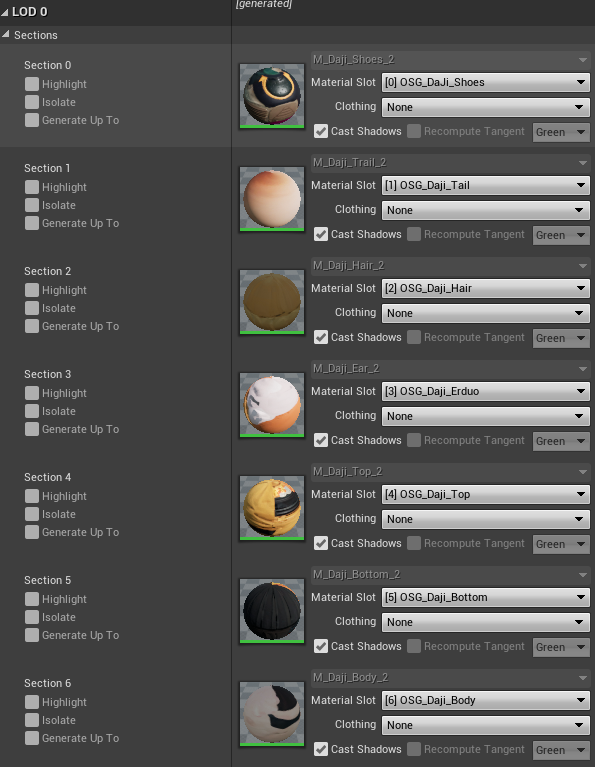 LOD 0
[generated]
Sections
Section 0
Highlight
Isolate
Generate Up To
M_Daji_Shoes_2
Material Slot [0] OSG_DaJi_Shoes
Clothing None
Cast Shadows Recompute Tangent Green
Section 1
Highlight
Isolate
Generate Up To
M_Daji_Trail_2
Material Slot [1] OSG_Daji_Tail
Clothing None
Cast Shadows Recompute Tangent Green
Section 2
Highlight
Isolate
Generate Up To
M_Daji_Hair_2
Material Slot [2] OSG_Daji_Hair
Clothing None
Cast Shadows Recompute Tangent Green
Section 3
Highlight
Isolate
Generate Up To
M_Daji_Ear_2
Material Slot [3] OSG_Daji_Erduo
Clothing None
Cast Shadows Recompute Tangent Green
Section 4
Highlight
Isolate
Generate Up To
M_Daji_Top_2
Material Slot [4] OSG_Daji_Top
Clothing None
Cast Shadows Recompute Tangent Green
Section 5
Highlight
Isolate
Generate Up To
M_Daji_Bottom_2
Material Slot [5] OSG_Daji_Bottom
Clothing None
Cast Shadows Recompute Tangent Green
Section 6
Highlight
Isolate
Generate Up To
M_Daji_Body_2
Material Slot [6] OSG_Daji_Body
Clothing None
Cast Shadows Recompute Tangent Green